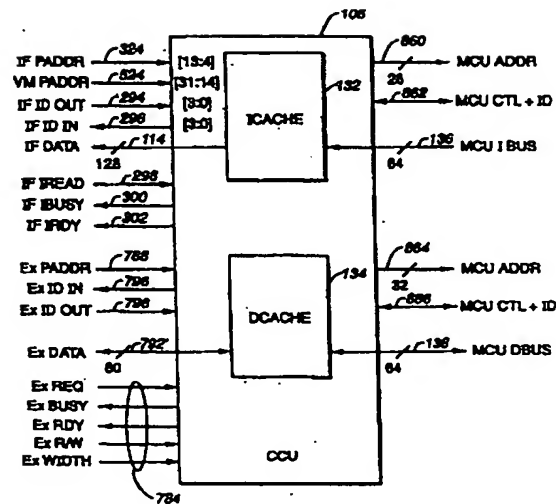 106
IF PADDR 324 [13:4]
VM PADDR 824 [31:14]
IF ID OUT 294 [3:0]
IF ID IN 296 [3:0]
IF DATA 114
128
IF IREAD 298
IF IBUSY 300
IF IRDY 302
ICACHE
132
860 MCU ADDR
28
862 MCU CTL + ID
136 MCU I BUS
64
Ex PADDR 788
Ex ID IN 796
Ex ID OUT 798
Ex DATA 792
80
Ex REQ
Ex BUSY
Ex RDY
Ex R/W
Ex WIDTH
784
DCACHE
134
CCU
864 MCU ADDR
32
866 MCU CTL + ID
136 MCU DBUS
64